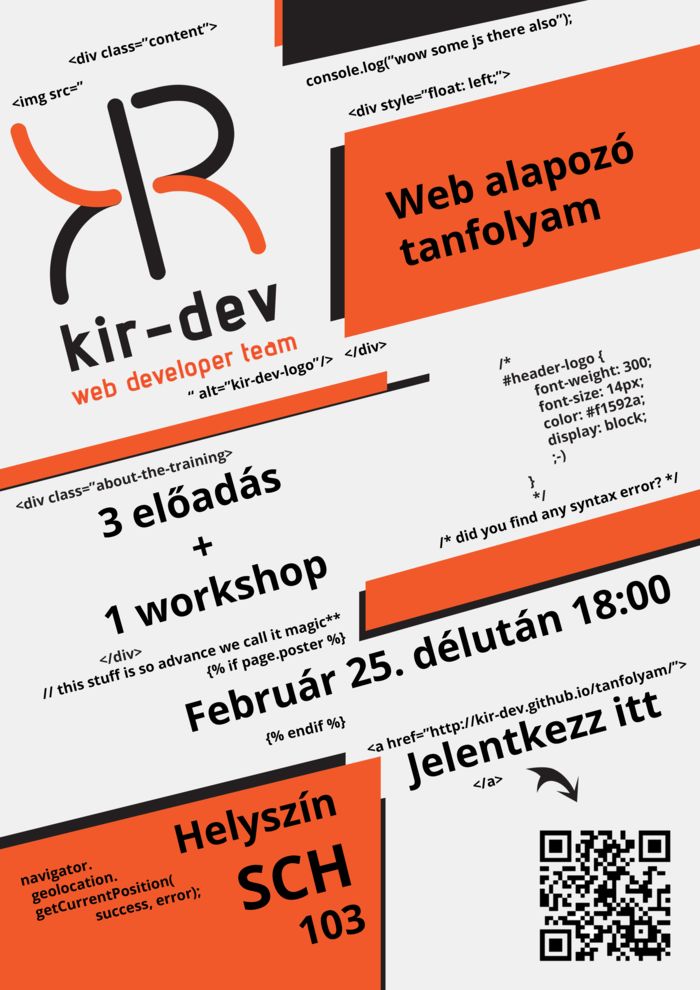 <div class="content">
<img src="
kir-dev
web developer team
" alt="kir-dev-logo"/>
console.log("wow some js there also");
<div style="float: left;">
Web alapozó
tanfolyam
</div>
/*
#header-logo {
font-weight: 300;
font-size: 14px;
color: #f1592a;
display: block;
;-)
}
*/
/* did you find any syntax error? */
<div class="about-the-training>
3 előadás
+
1 workshop
</div>
// this stuff is so advance we call it magic**
{% if page.poster %}
Február 25. délután 18:00
{% endif %}
<a href="http://kir-dev.github.io/tanfolyam/">
Jelentkezz itt
</a>
Helyszín
SCH
103
navigator.
geolocation.
getCurrentPosition(
success, error);